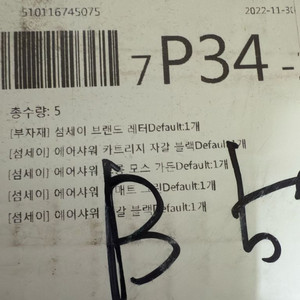 510116745075 2022-11-30
7 P34-
총수량: 5
[부자재] 섬세이 브랜드 레터Default:1개
[섬세이] 에어샤워 카트리지 자갈 블랙Default:1개
[섬세이] 에어샤워 모스 가든Default:1개
[섬세이] 에어샤워 Default:1개
[섬세이] 에어샤워 블랙Default:1개
B